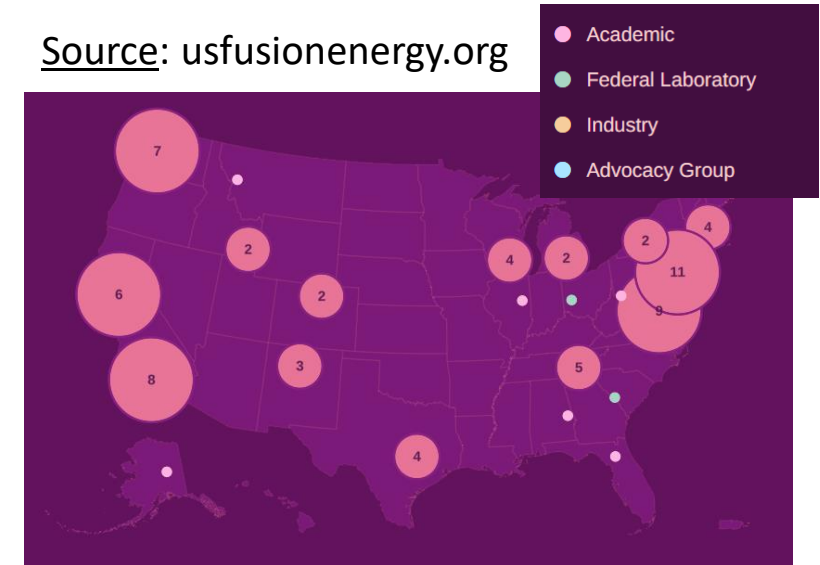 Source: usfusionenergy.org
Academic
Federal Laboratory
Industry
Advocacy Group
7
4
2
2
4
2
11
6
2
9
8
3
5
4